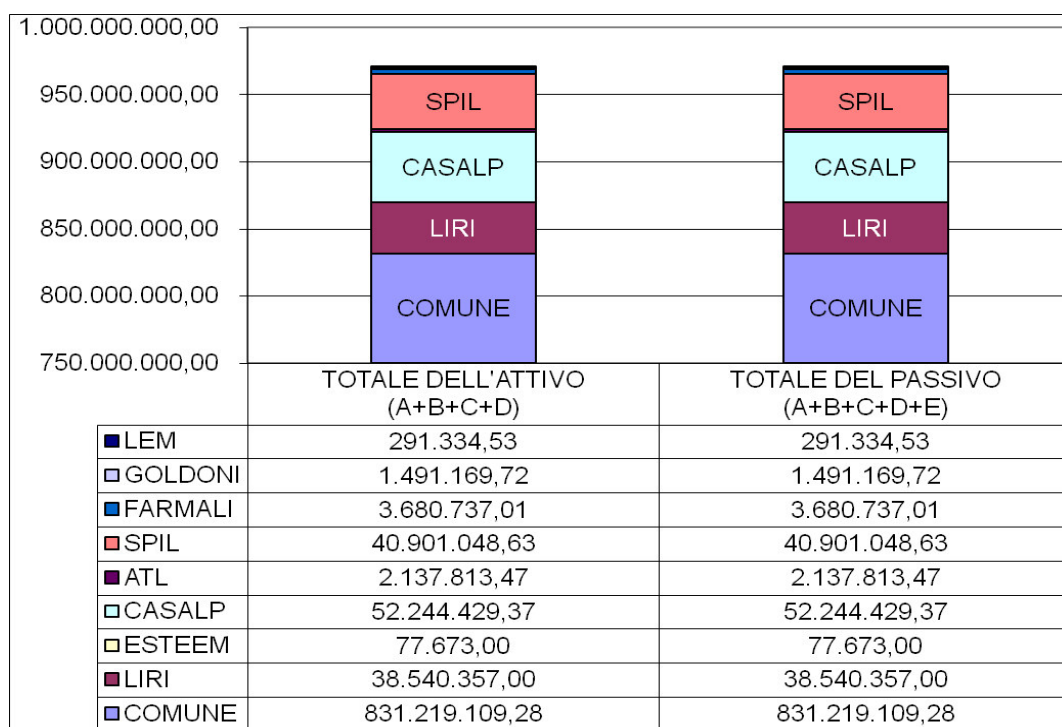 1.000.000.000,00
950.000.000,00
900.000.000,00
850.000.000,00
800.000.000,00
750.000.000,00
SPIL SPIL
CASALP CASALP
LIRI LIRI
COMUNE COMUNE
TOTALE DELL'ATTIVO TOTALE DEL PASSIVO
(A+B+C+D) (A+B+C+D+E)
LEM 291.334,53 291.334,53
GOLDONI 1.491.169,72 1.491.169,72
FARMALI 3.680.737,01 3.680.737,01
SPIL 40.901.048,63 40.901.048,63
ATL 2.137.813,47 2.137.813,47
CASALP 52.244.429,37 52.244.429,37
ESTEEM 77.673,00 77.673,00
LIRI 38.540.357,00 38.540.357,00
COMUNE 831.219.109,28 831.219.109,28